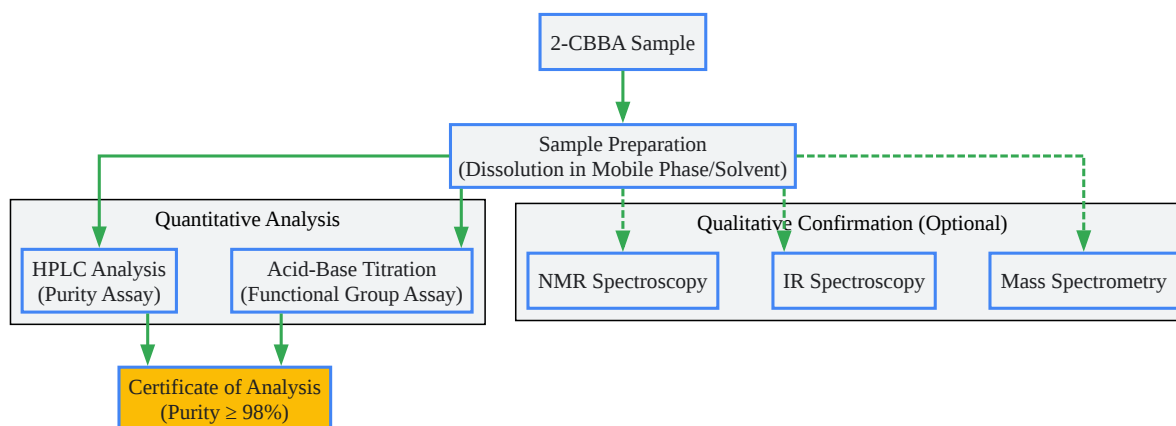 2-CBBA Sample
Sample Preparation
(Dissolution in Mobile Phase/Solvent)
Quantitative Analysis
HPLC Analysis
(Purity Assay)
Acid-Base Titration
(Functional Group Assay)
Qualitative Confirmation (Optional)
NMR Spectroscopy
IR Spectroscopy
Mass Spectrometry
Certificate of Analysis
(Purity ≥ 98%)